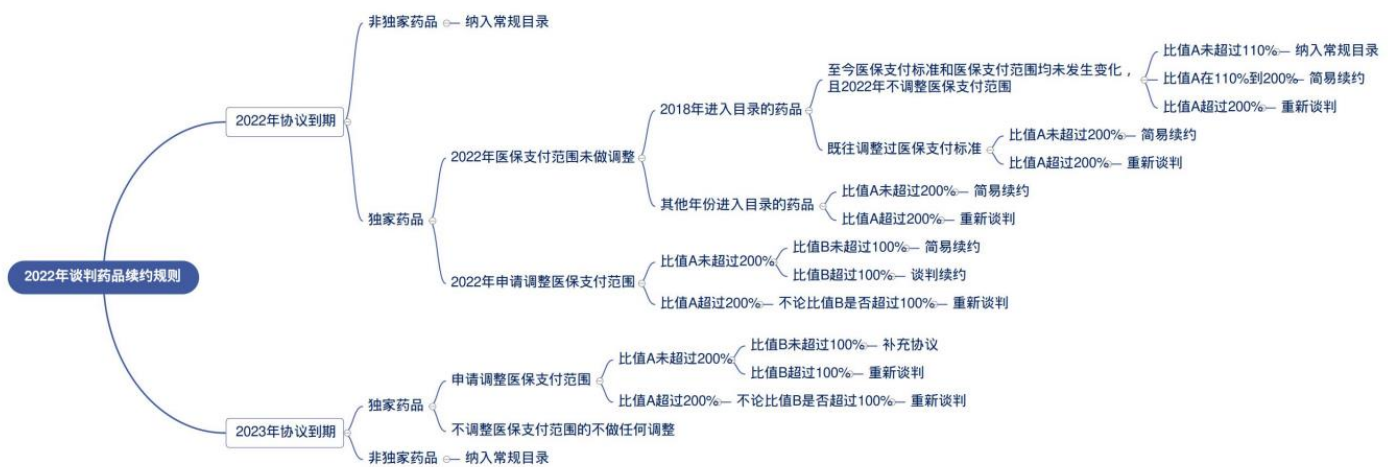 2022年谈判药品续约规则
2022年协议到期
非独家药品
纳入常规目录
独家药品
2022年医保支付范围未做调整
2018年进入目录的药品
至今医保支付标准和医保支付范围均未发生变化，
且2022年不调整医保支付范围
比值A未超过110%
纳入常规目录
比值A在110%到200%
简易续约
比值A超过200%
重新谈判
既往调整过医保支付标准
比值A未超过200%
简易续约
比值A超过200%
重新谈判
其他年份进入目录的药品
比值A未超过200%
简易续约
比值A超过200%
重新谈判
2022年申请调整医保支付范围
比值A未超过200%
比值B未超过100%
简易续约
比值B超过100%
谈判续约
比值A超过200%
不论比值B是否超过100%
重新谈判
2023年协议到期
独家药品
申请调整医保支付范围
比值A未超过200%
比值B未超过100%
补充协议
比值B超过100%
重新谈判
比值A超过200%
不论比值B是否超过100%
重新谈判
不调整医保支付范围的不做任何调整
非独家药品
纳入常规目录